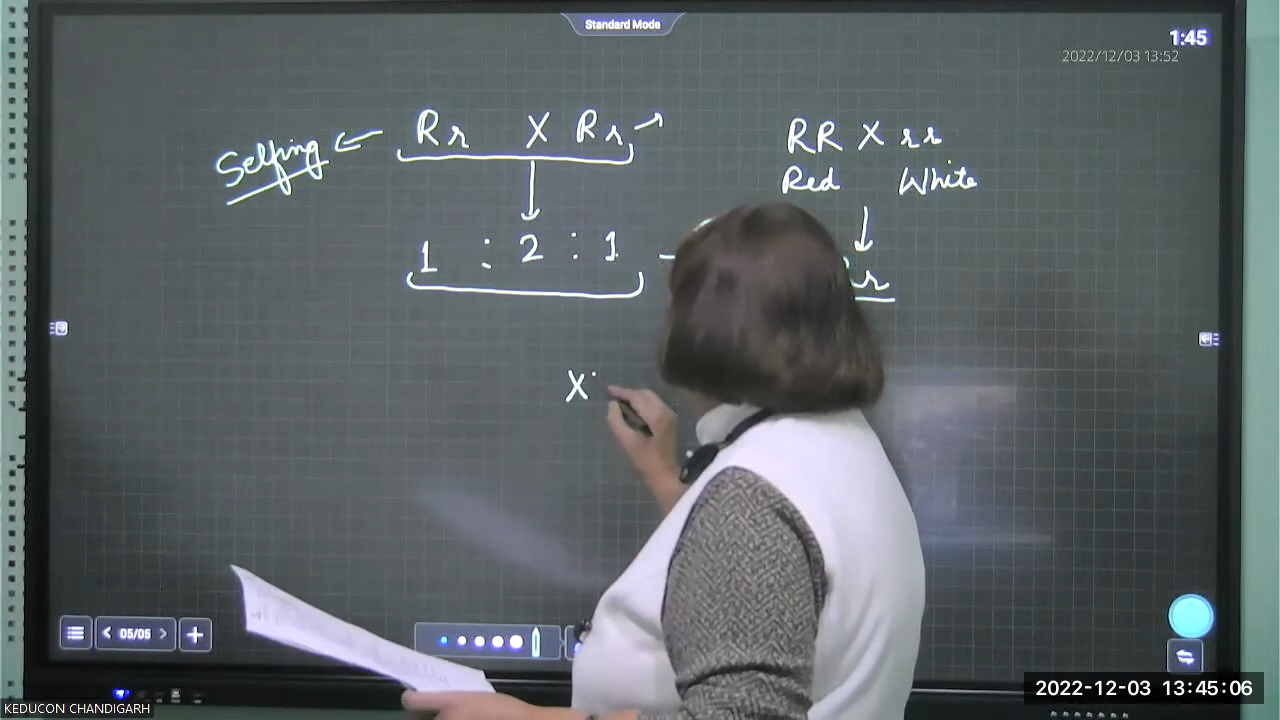 Standard Mode
1:45
2022/12/03 13:52
Selfing ← Rr X Rr →
RR X rr
Red White
↓
↓
1 : 2 : 1
r
X
05/05
KEDUCON CHANDIGARH
2022-12-03 13:45:06